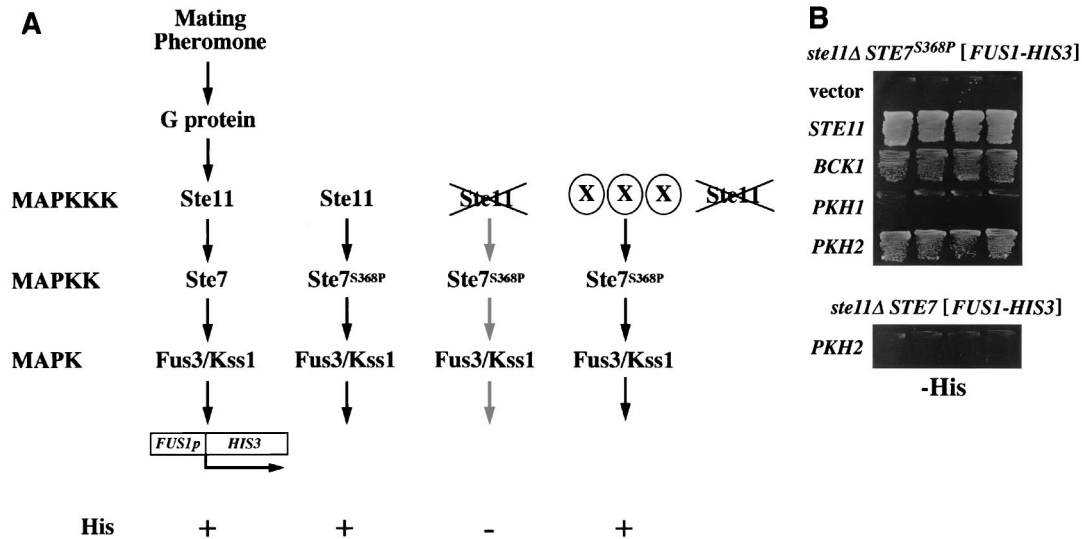 A
Mating
Pheromone
G protein
MAPKKK Ste11 Ste11 Ste11 X X X Ste11
MAPKK Ste7 Ste7S368P Ste7S368P Ste7S368P
MAPK Fus3/Kss1 Fus3/Kss1 Fus3/Kss1 Fus3/Kss1
FUS1p HIS3
His + + - +
B
ste11Δ STE7S368P [FUS1-HIS3]
vector
STE11
BCK1
PKH1
PKH2
ste11Δ STE7 [FUS1-HIS3]
PKH2
-His